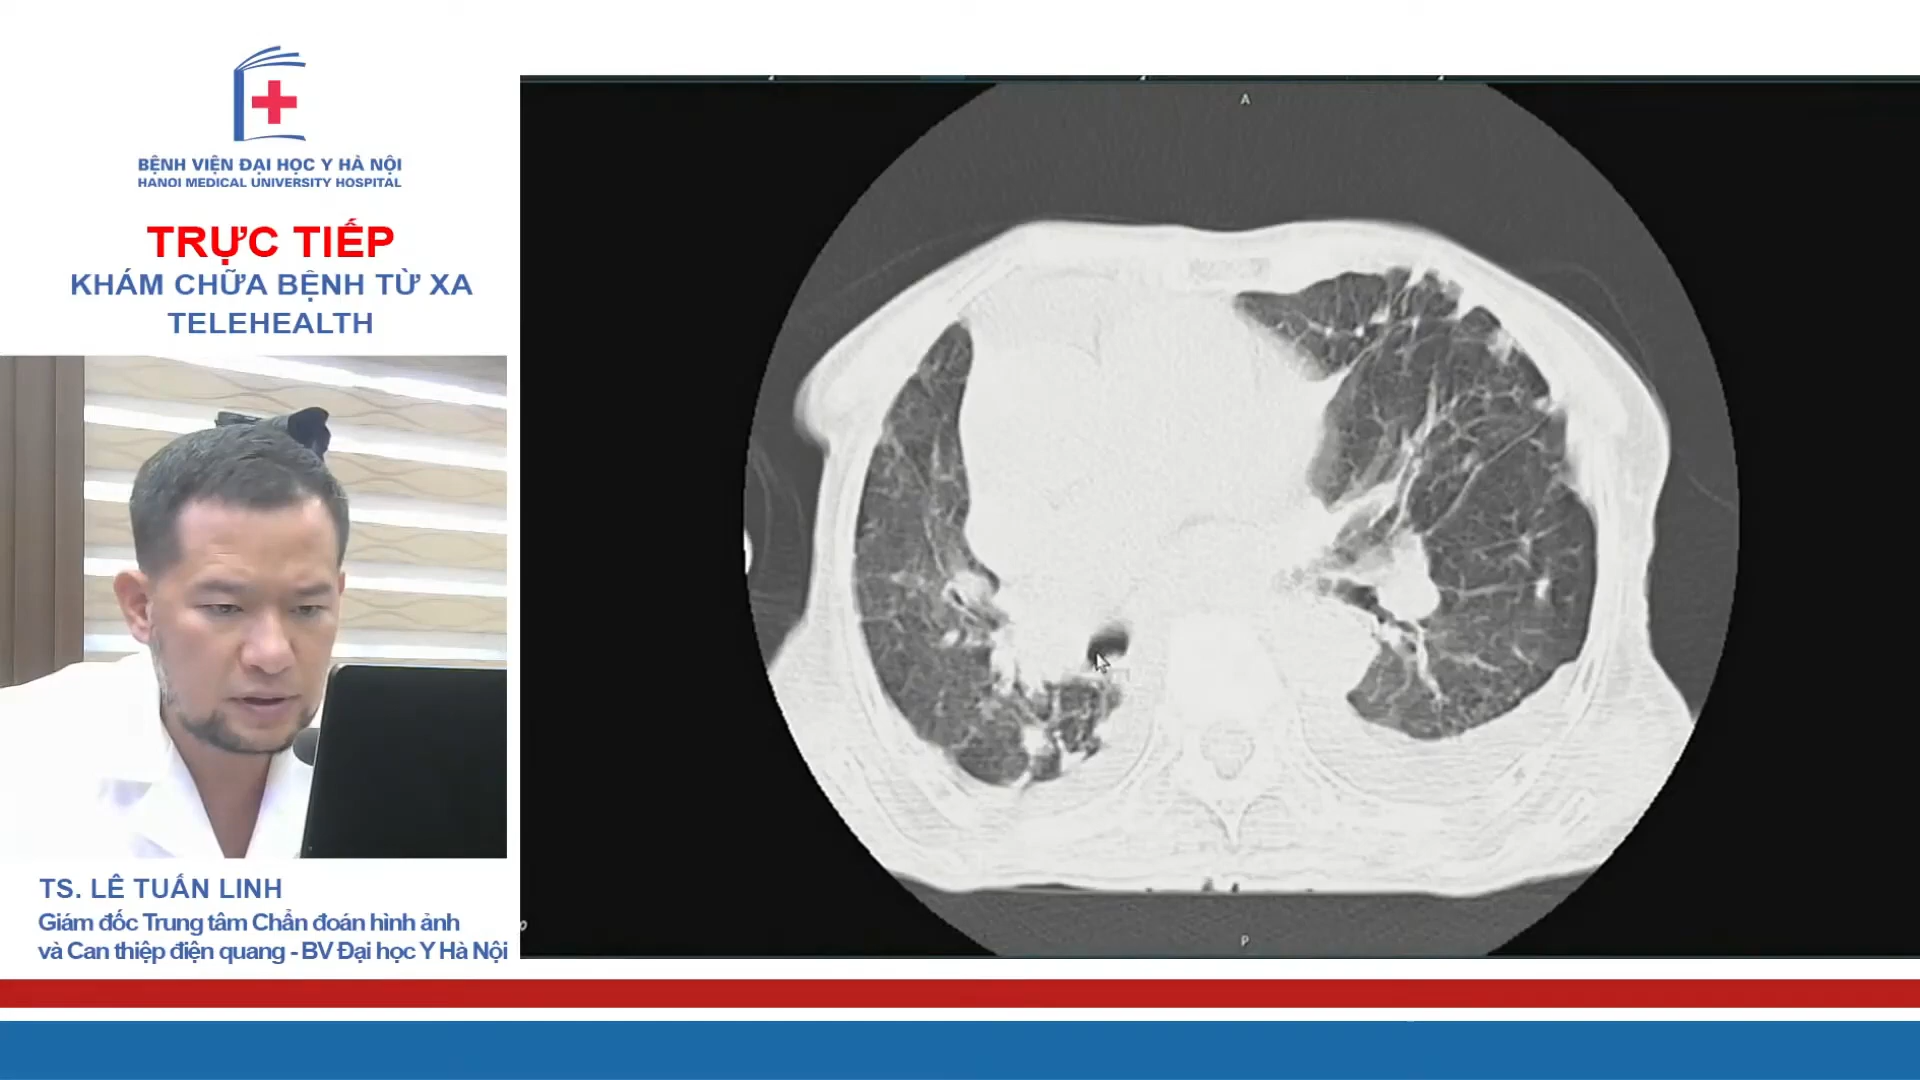 BỆNH VIỆN ĐẠI HỌC Y HÀ NỘI
HANOI MEDICAL UNIVERSITY HOSPITAL
TRỰC TIẾP
KHÁM CHỮA BỆNH TỪ XA
TELEHEALTH
A
P
TS. LÊ TUẤN LINH
Giám đốc Trung tâm Chẩn đoán hình ảnh
và Can thiệp điện quang - BV Đại học Y Hà Nội